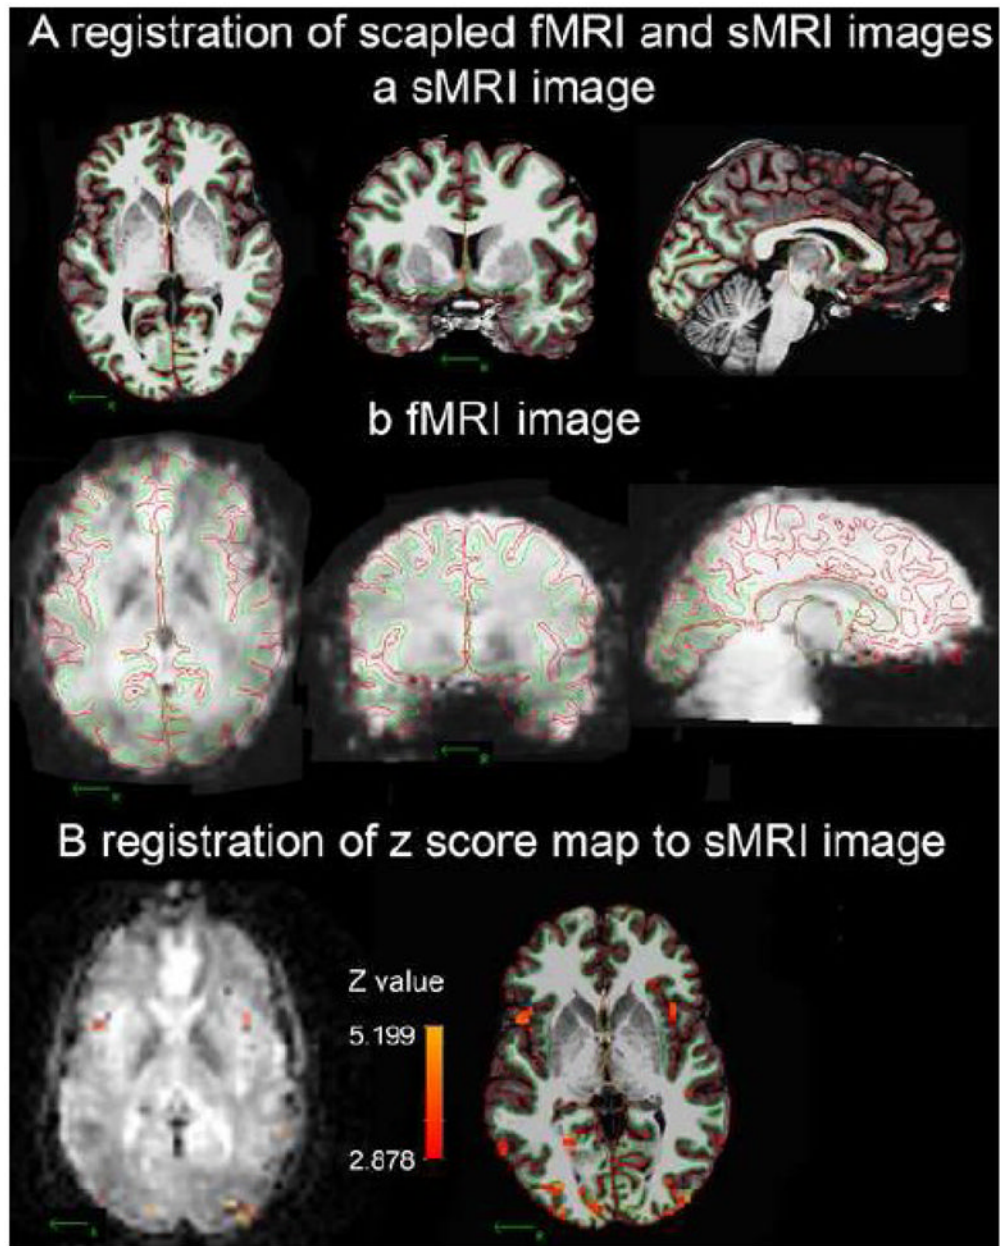 A registration of scapled fMRI and sMRI images
a sMRI image
b fMRI image
B registration of z score map to sMRI image
Z value
5.199
2.878